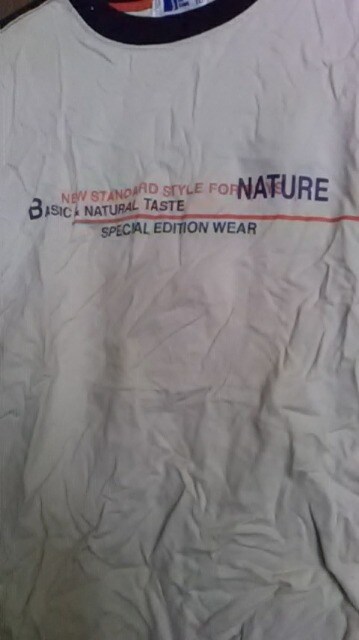 NEW STANDARD STYLE FOR
NATURE
BASIC & NATURAL TASTE
SPECIAL EDITION WEAR